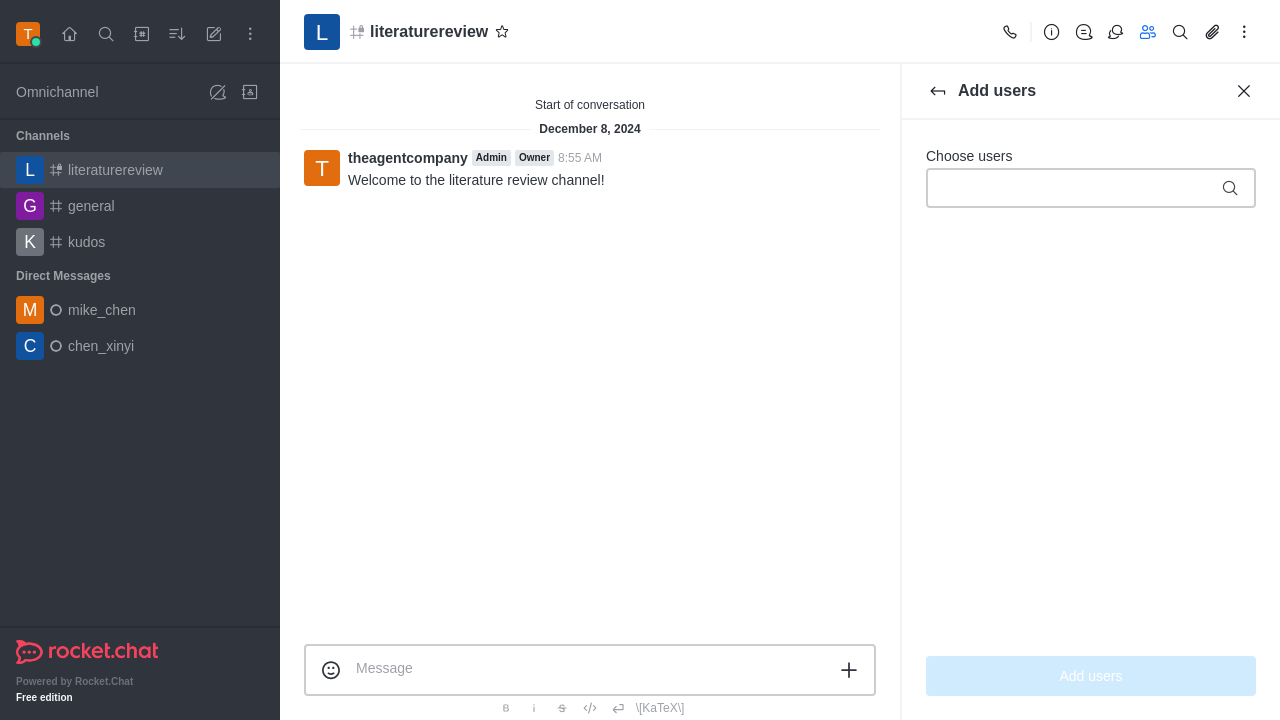 T
Omnichannel
Channels
L literaturereview
G general
K kudos
Direct Messages
M mike_chen
C chen_xinyi
rocket.chat
Powered by Rocket.Chat
Free edition
L literaturereview
Start of conversation
December 8, 2024
T theagentcompany Admin Owner 8:55 AM
Welcome to the literature review channel!
Message
B i S \[KaTeX\]
Add users
Choose users
Add users